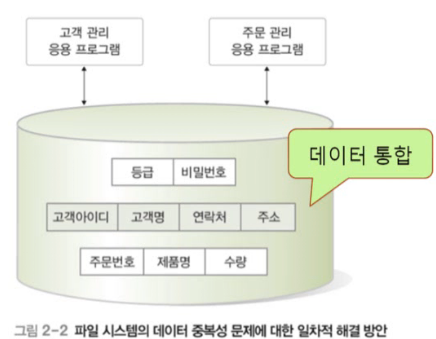 고객 관리
응용 프로그램
주문 관리
응용 프로그램
데이터 통합
등급 비밀번호
고객아이디 고객명 연락처 주소
주문번호 제품명 수량
그림 2-2 파일 시스템의 데이터 중복성 문제에 대한 일차적 해결 방안